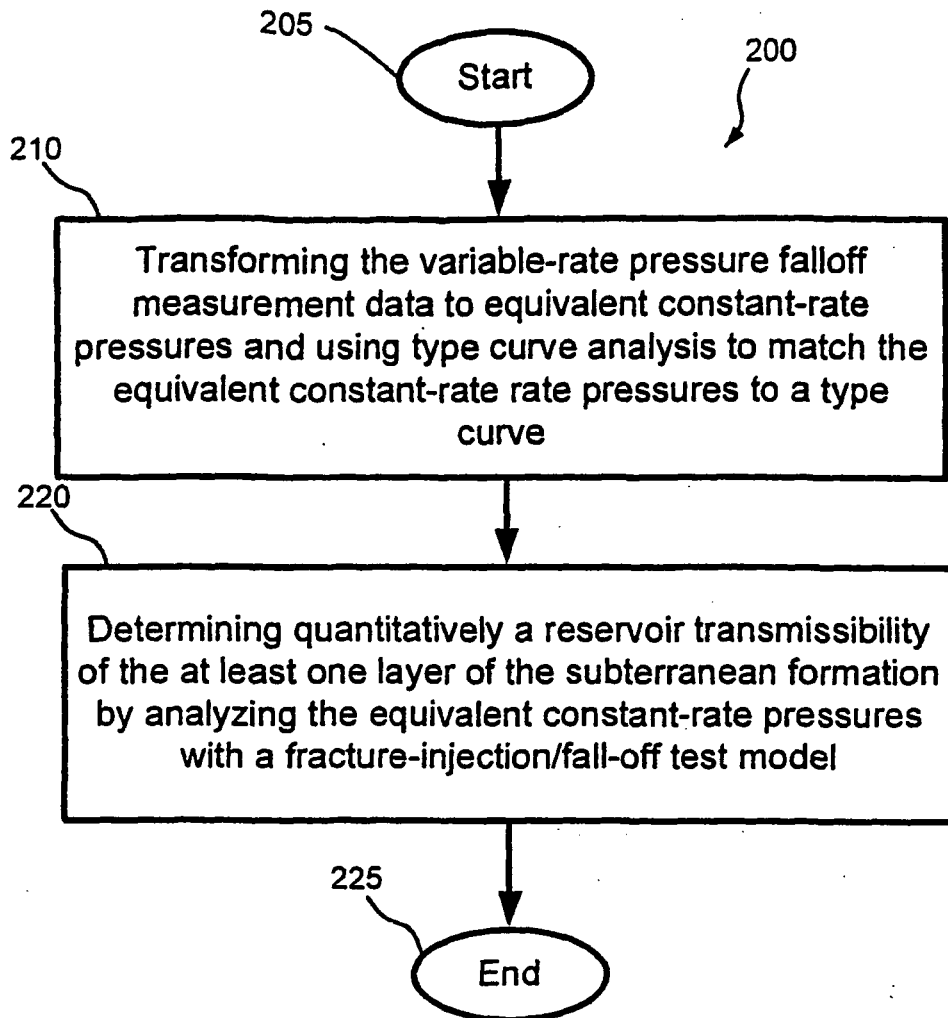 205
Start
200
210
Transforming the variable-rate pressure falloff
measurement data to equivalent constant-rate
pressures and using type curve analysis to match the
equivalent constant-rate rate pressures to a type
curve
220
Determining quantitatively a reservoir transmissibility
of the at least one layer of the subterranean formation
by analyzing the equivalent constant-rate pressures
with a fracture-injection/fall-off test model
225
End